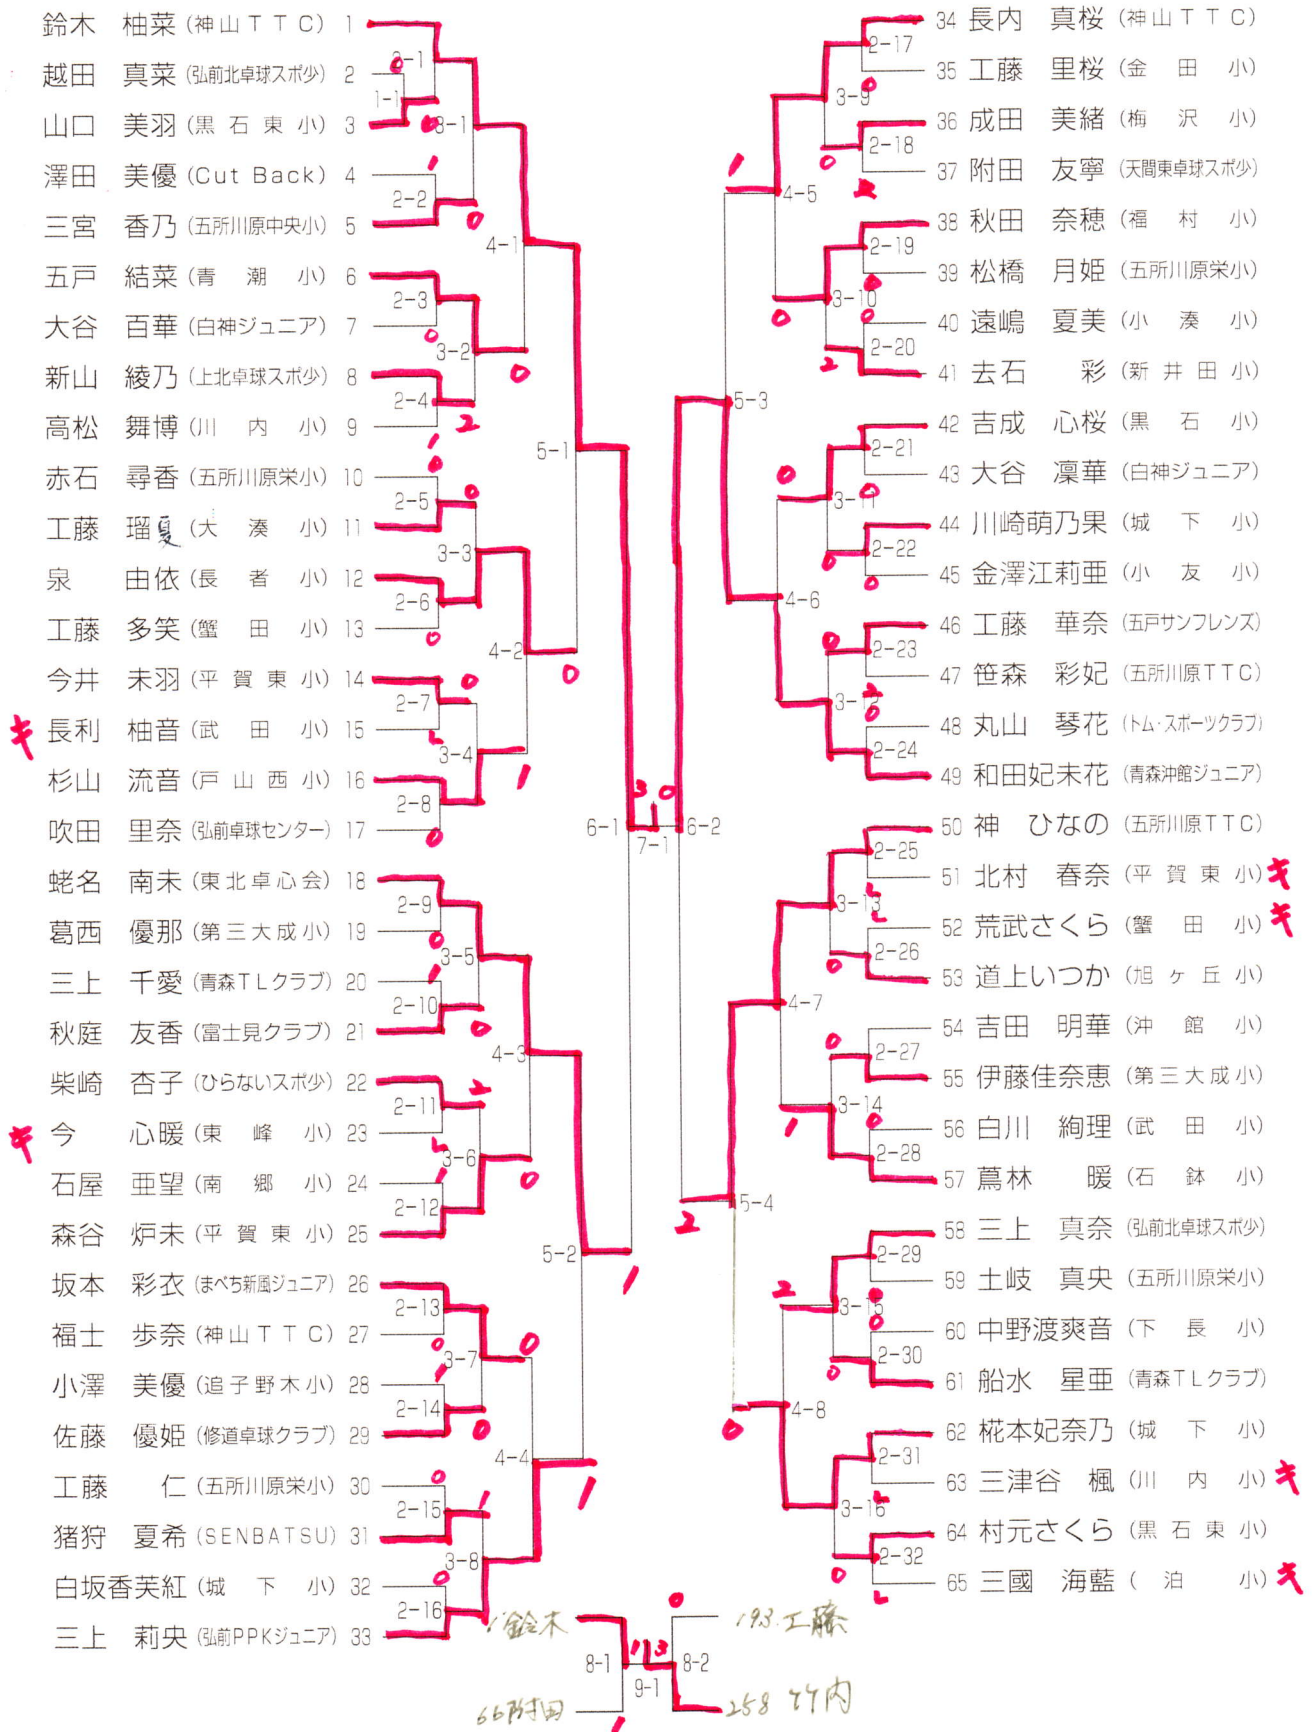 鈴木 柚菜 (神山TTC) 1
越田 真菜 (弘前北卓球スポ少) 2
山口 美羽 (黒石東小) 3
澤田 美優 (Cut Back) 4
三宮 香乃 (五所川原中央小) 5
五戸 結菜 (青潮小) 6
大谷 百華 (白神ジュニア) 7
新山 綾乃 (上北卓球スポ少) 8
高松 舞博 (川内小) 9
赤石 尋香 (五所川原栄小) 10
工藤 瑠夏 (大湊小) 11
泉 由依 (長者小) 12
工藤 多笑 (蟹田小) 13
今井 未羽 (平賀東小) 14
キ 長利 柚音 (武田小) 15
杉山 流音 (戸山西小) 16
吹田 里奈 (弘前卓球センター) 17
蛯名 南未 (東北卓心会) 18
葛西 優那 (第三大成小) 19
三上 千愛 (青森TLクラブ) 20
秋庭 友香 (富士見クラブ) 21
柴崎 杏子 (ひらないスポ少) 22
キ 今 心暖 (東峰小) 23
石屋 亜望 (南郷小) 24
森谷 炉未 (平賀東小) 25
坂本 彩衣 (まべち新風ジュニア) 26
福士 歩奈 (神山TTC) 27
小澤 美優 (追子野木小) 28
佐藤 優姫 (修道卓球クラブ) 29
工藤 仁 (五所川原栄小) 30
猪狩 夏希 (SENBATSU) 31
白坂香芙紅 (城下小) 32
三上 莉央 (弘前PPKジュニア) 33
1-1
2-1
2-2
2-3
2-4
2-5
2-6
2-7
2-8
2-9
2-10
2-11
2-12
2-13
2-14
2-15
2-16
3-1
3-2
3-3
3-4
3-5
3-6
3-7
3-8
4-1
4-2
4-3
4-4
5-1
5-2
6-1
3 0
7-1
6-2
34 長内 真桜 (神山TTC)
35 工藤 里桜 (金田小)
36 成田 美緒 (梅沢小)
37 附田 友寧 (天間東卓球スポ少)
38 秋田 奈穂 (福村小)
39 松橋 月姫 (五所川原栄小)
40 遠嶋 夏美 (小湊小)
41 去石 彩 (新井田小)
42 吉成 心桜 (黒石小)
43 大谷 凜華 (白神ジュニア)
44 川崎萌乃果 (城下小)
45 金澤江莉亜 (小友小)
46 工藤 華奈 (五戸サンフレンズ)
47 笹森 彩妃 (五所川原TTC)
48 丸山 琴花 (トム・スポーツクラブ)
49 和田妃未花 (青森沖館ジュニア)
50 神 ひなの (五所川原TTC)
51 北村 春奈 (平賀東小) キ
52 荒武さくら (蟹田小) キ
53 道上いつか (旭ヶ丘小)
54 吉田 明華 (沖館小)
55 伊藤佳奈恵 (第三大成小)
56 白川 絢理 (武田小)
57 蔦林 暖 (石鉢小)
58 三上 真奈 (弘前北卓球スポ少)
59 土岐 真央 (五所川原栄小)
60 中野渡爽音 (下長小)
61 船水 星亜 (青森TLクラブ)
62 椛本妃奈乃 (城下小)
63 三津谷 楓 (川内小) キ
64 村元さくら (黒石東小)
65 三國 海藍 (泊小) キ
2-17
2-18
2-19
2-20
2-21
2-22
2-23
2-24
2-25
2-26
2-27
2-28
2-29
2-30
2-31
2-32
3-9
3-10
3-11
3-12
3-13
3-14
3-15
3-16
4-5
4-6
4-7
4-8
5-3
5-4
1 鈴木
193 工藤
8-1
1 3
8-2
9-1
66 附田
258 竹内